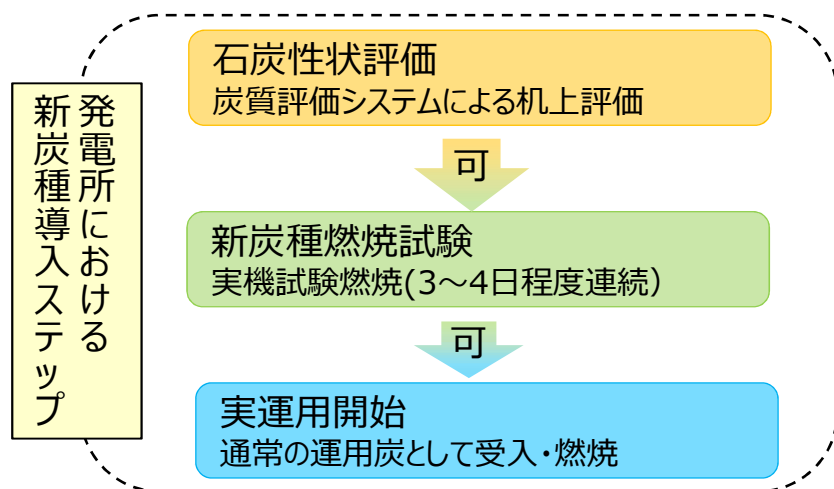 発電所における
新炭種導入ステップ
石炭性状評価
炭質評価システムによる机上評価
可
新炭種燃焼試験
実機試験燃焼(3～4日程度連続）
可
実運用開始
通常の運用炭として受入・燃焼